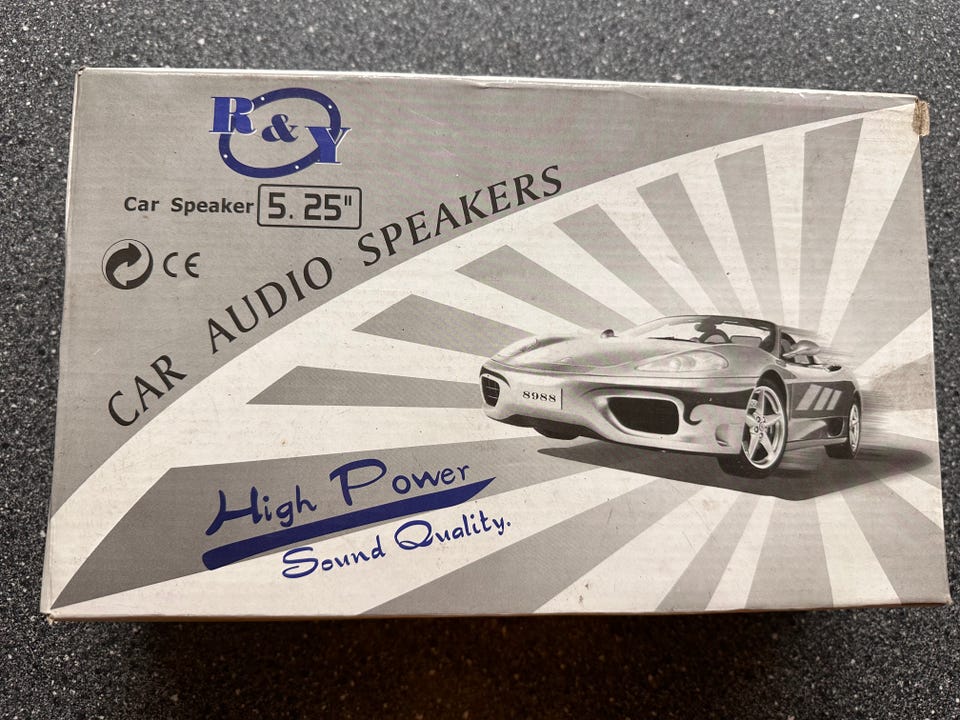 R & Y
Car Speaker 5.25"
CE
CAR AUDIO SPEAKERS
8988
High Power
Sound Quality.